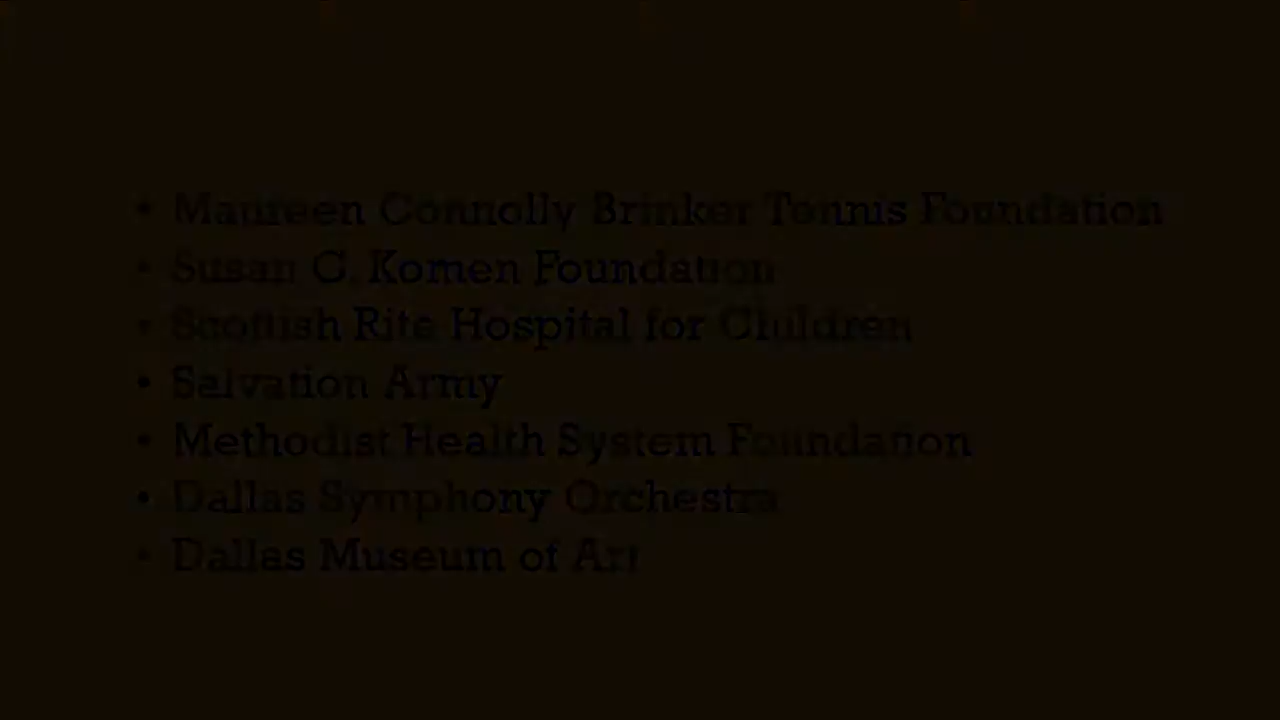 • Maureen Connolly Brinker Tennis Foundation
• Susan G. Komen Foundation
• Scottish Rite Hospital for Children
• Salvation Army
• Methodist Health System Foundation
• Dallas Symphony Orchestra
• Dallas Museum of Art